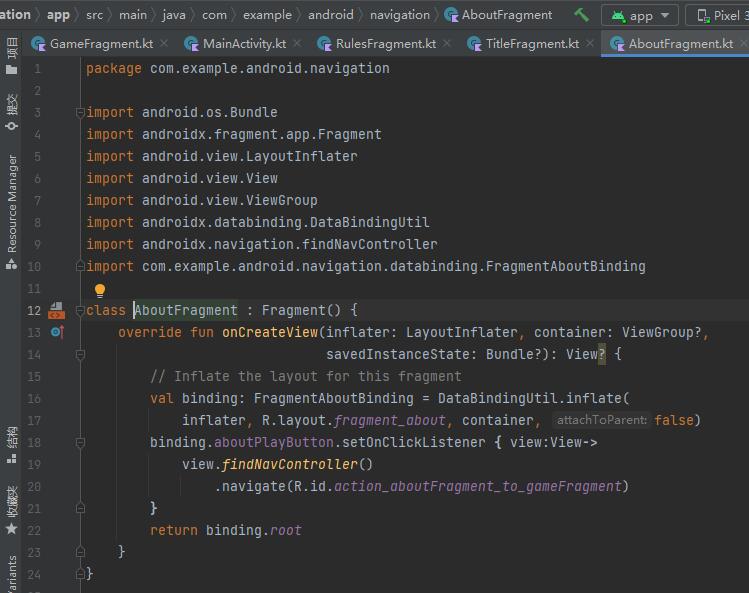 ation › app › src › main › java › com › example › android › navigation › AboutFragment app Pixel 3
GameFragment.kt × MainActivity.kt × RulesFragment.kt × TitleFragment.kt × AboutFragment.kt ×
项目
提交
Resource Manager
结构
收藏夹
Variants
1 package com.example.android.navigation
2
3 import android.os.Bundle
4 import androidx.fragment.app.Fragment
5 import android.view.LayoutInflater
6 import android.view.View
7 import android.view.ViewGroup
8 import androidx.databinding.DataBindingUtil
9 import androidx.navigation.findNavController
10 import com.example.android.navigation.databinding.FragmentAboutBinding
11
12 class AboutFragment : Fragment() {
13 override fun onCreateView(inflater: LayoutInflater, container: ViewGroup?,
14 savedInstanceState: Bundle?): View? {
15 // Inflate the layout for this fragment
16 val binding: FragmentAboutBinding = DataBindingUtil.inflate(
17 inflater, R.layout.fragment_about, container, attachToParent: false)
18 binding.aboutPlayButton.setOnClickListener { view:View->
19 view.findNavController()
20 .navigate(R.id.action_aboutFragment_to_gameFragment)
21 }
22 return binding.root
23 }
24 }